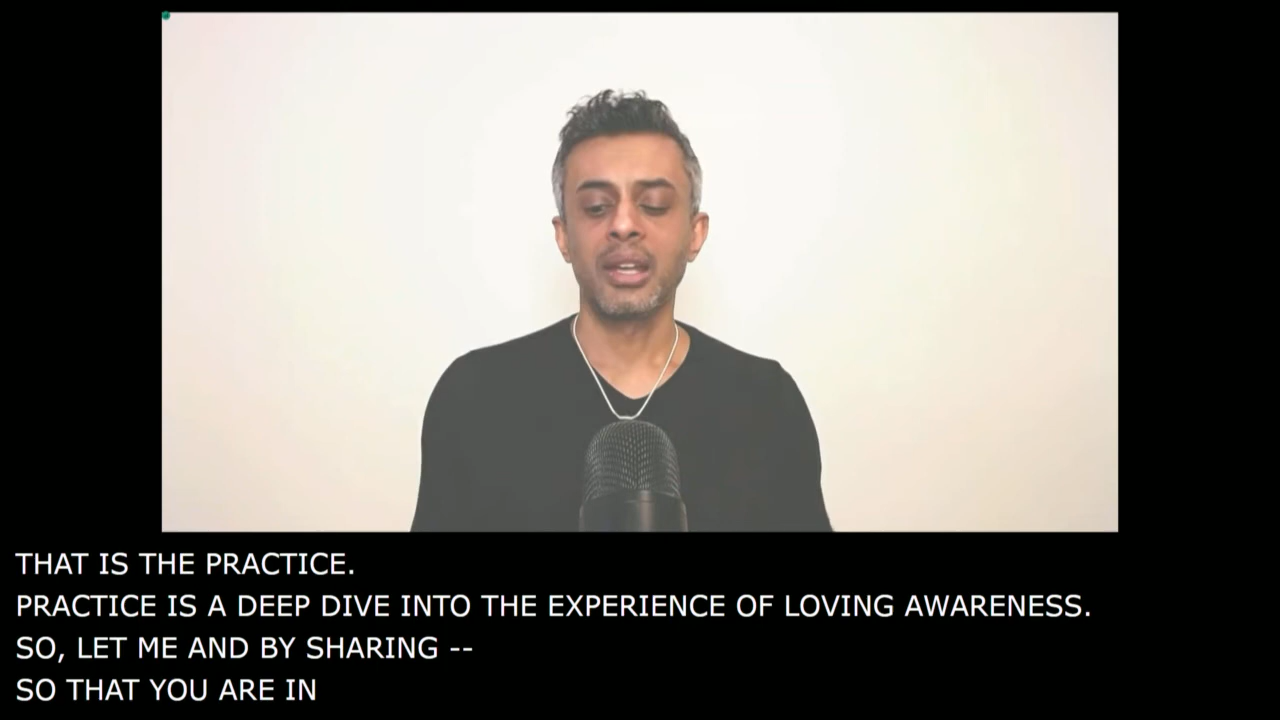 THAT IS THE PRACTICE.
PRACTICE IS A DEEP DIVE INTO THE EXPERIENCE OF LOVING AWARENESS.
SO, LET ME AND BY SHARING --
SO THAT YOU ARE IN